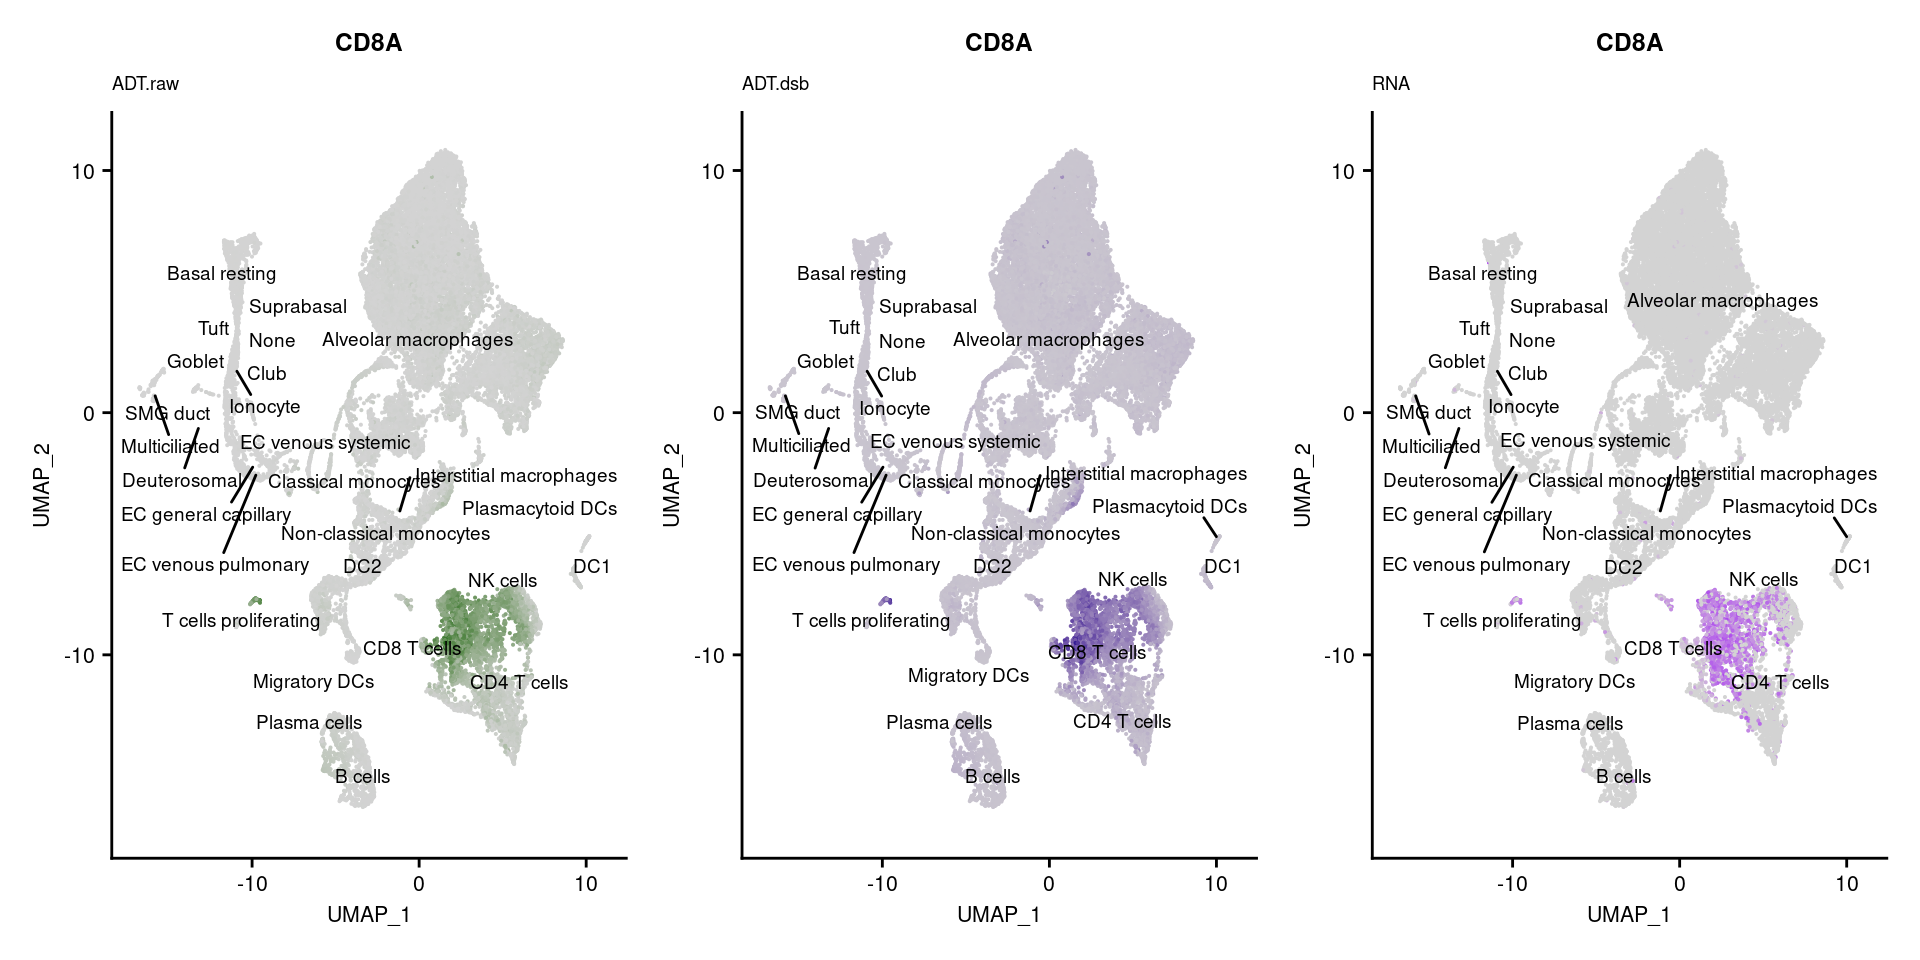 CD8A
ADT.raw
10
0
-10
UMAP_2
Basal resting
Suprabasal
Tuft
None
Alveolar macrophages
Goblet
Club
Ionocyte
SMG duct
EC venous systemic
Multiciliated
Interstitial macrophages
Deuterosomal
Classical monocytes
Plasmacytoid DCs
EC general capillary
Non-classical monocytes
EC venous pulmonary
DC2
DC1
NK cells
T cells proliferating
CD8 T cells
Migratory DCs
CD4 T cells
Plasma cells
B cells
-10
0
10
UMAP_1
CD8A
ADT.dsb
10
0
-10
UMAP_2
Basal resting
Suprabasal
Tuft
None
Alveolar macrophages
Goblet
Club
Ionocyte
SMG duct
EC venous systemic
Multiciliated
Interstitial macrophages
Deuterosomal
Classical monocytes
Plasmacytoid DCs
EC general capillary
Non-classical monocytes
EC venous pulmonary
DC2
DC1
NK cells
T cells proliferating
CD8 T cells
Migratory DCs
CD4 T cells
Plasma cells
B cells
-10
0
10
UMAP_1
CD8A
RNA
10
0
-10
UMAP_2
Basal resting
Alveolar macrophages
Suprabasal
Tuft
None
Goblet
Club
Ionocyte
SMG duct
EC venous systemic
Multiciliated
Interstitial macrophages
Deuterosomal
Classical monocytes
Plasmacytoid DCs
EC general capillary
Non-classical monocytes
EC venous pulmonary
DC2
DC1
NK cells
T cells proliferating
CD8 T cells
Migratory DCs
CD4 T cells
Plasma cells
B cells
-10
0
10
UMAP_1